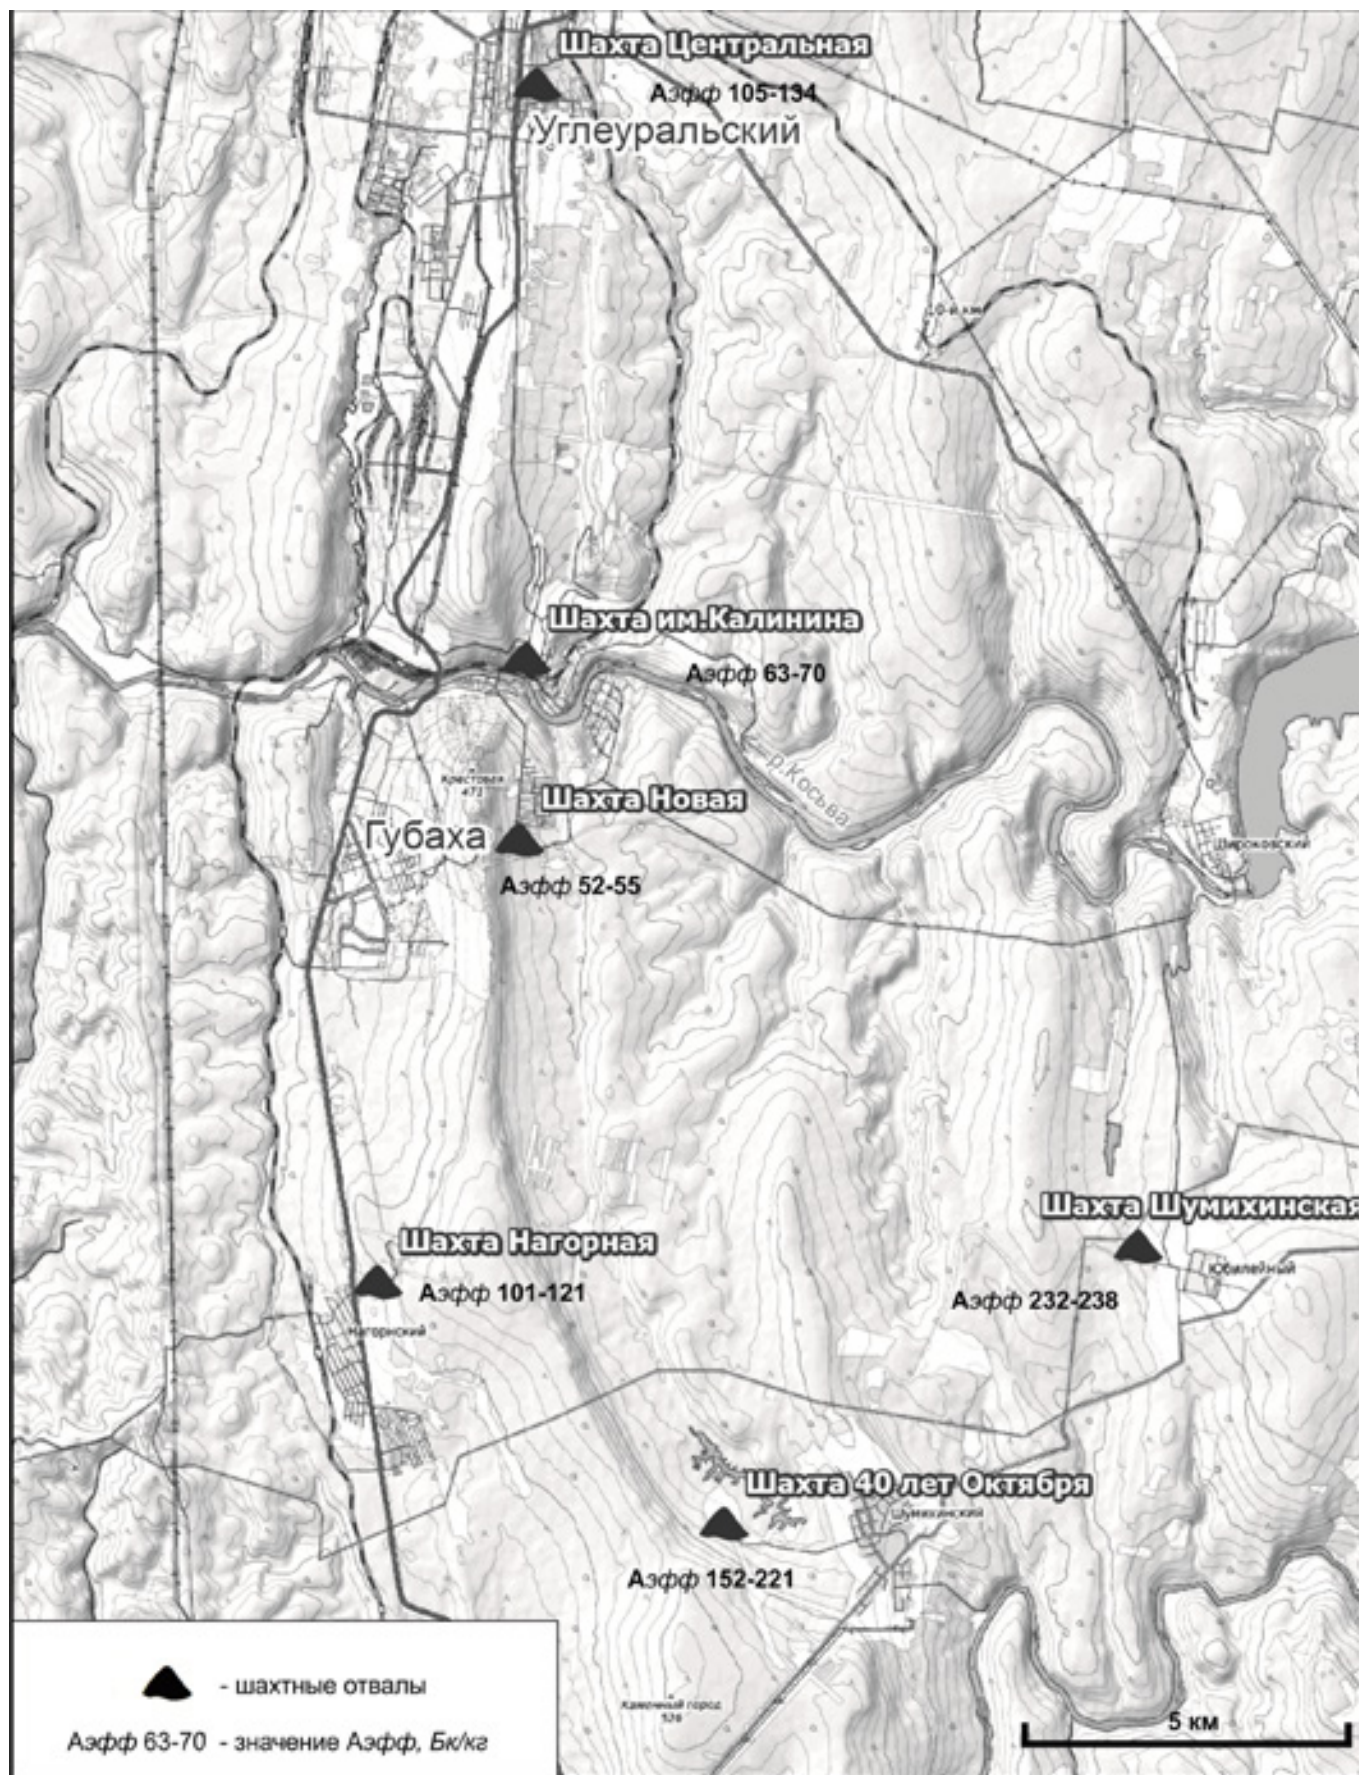 Шахта Центральная
Аэфф 105-134
Углеуральский
Шахта им.Калинина
Аэфф 63-70
р.Косьва
Крестовая
471
Шахта Новая
Губаха
Широковский
Аэфф 52-55
Шахта Шумихинская
Шахта Нагорная
Юбилейный
Аэфф 101-121
Аэфф 232-238
Нагорнский
Шахта 40 лет Октября
Шумихинский
Аэфф 152-221
- шахтные отвалы
Каменный город
526
5 км
Аэфф 63-70 - значение Аэфф, Бк/кг